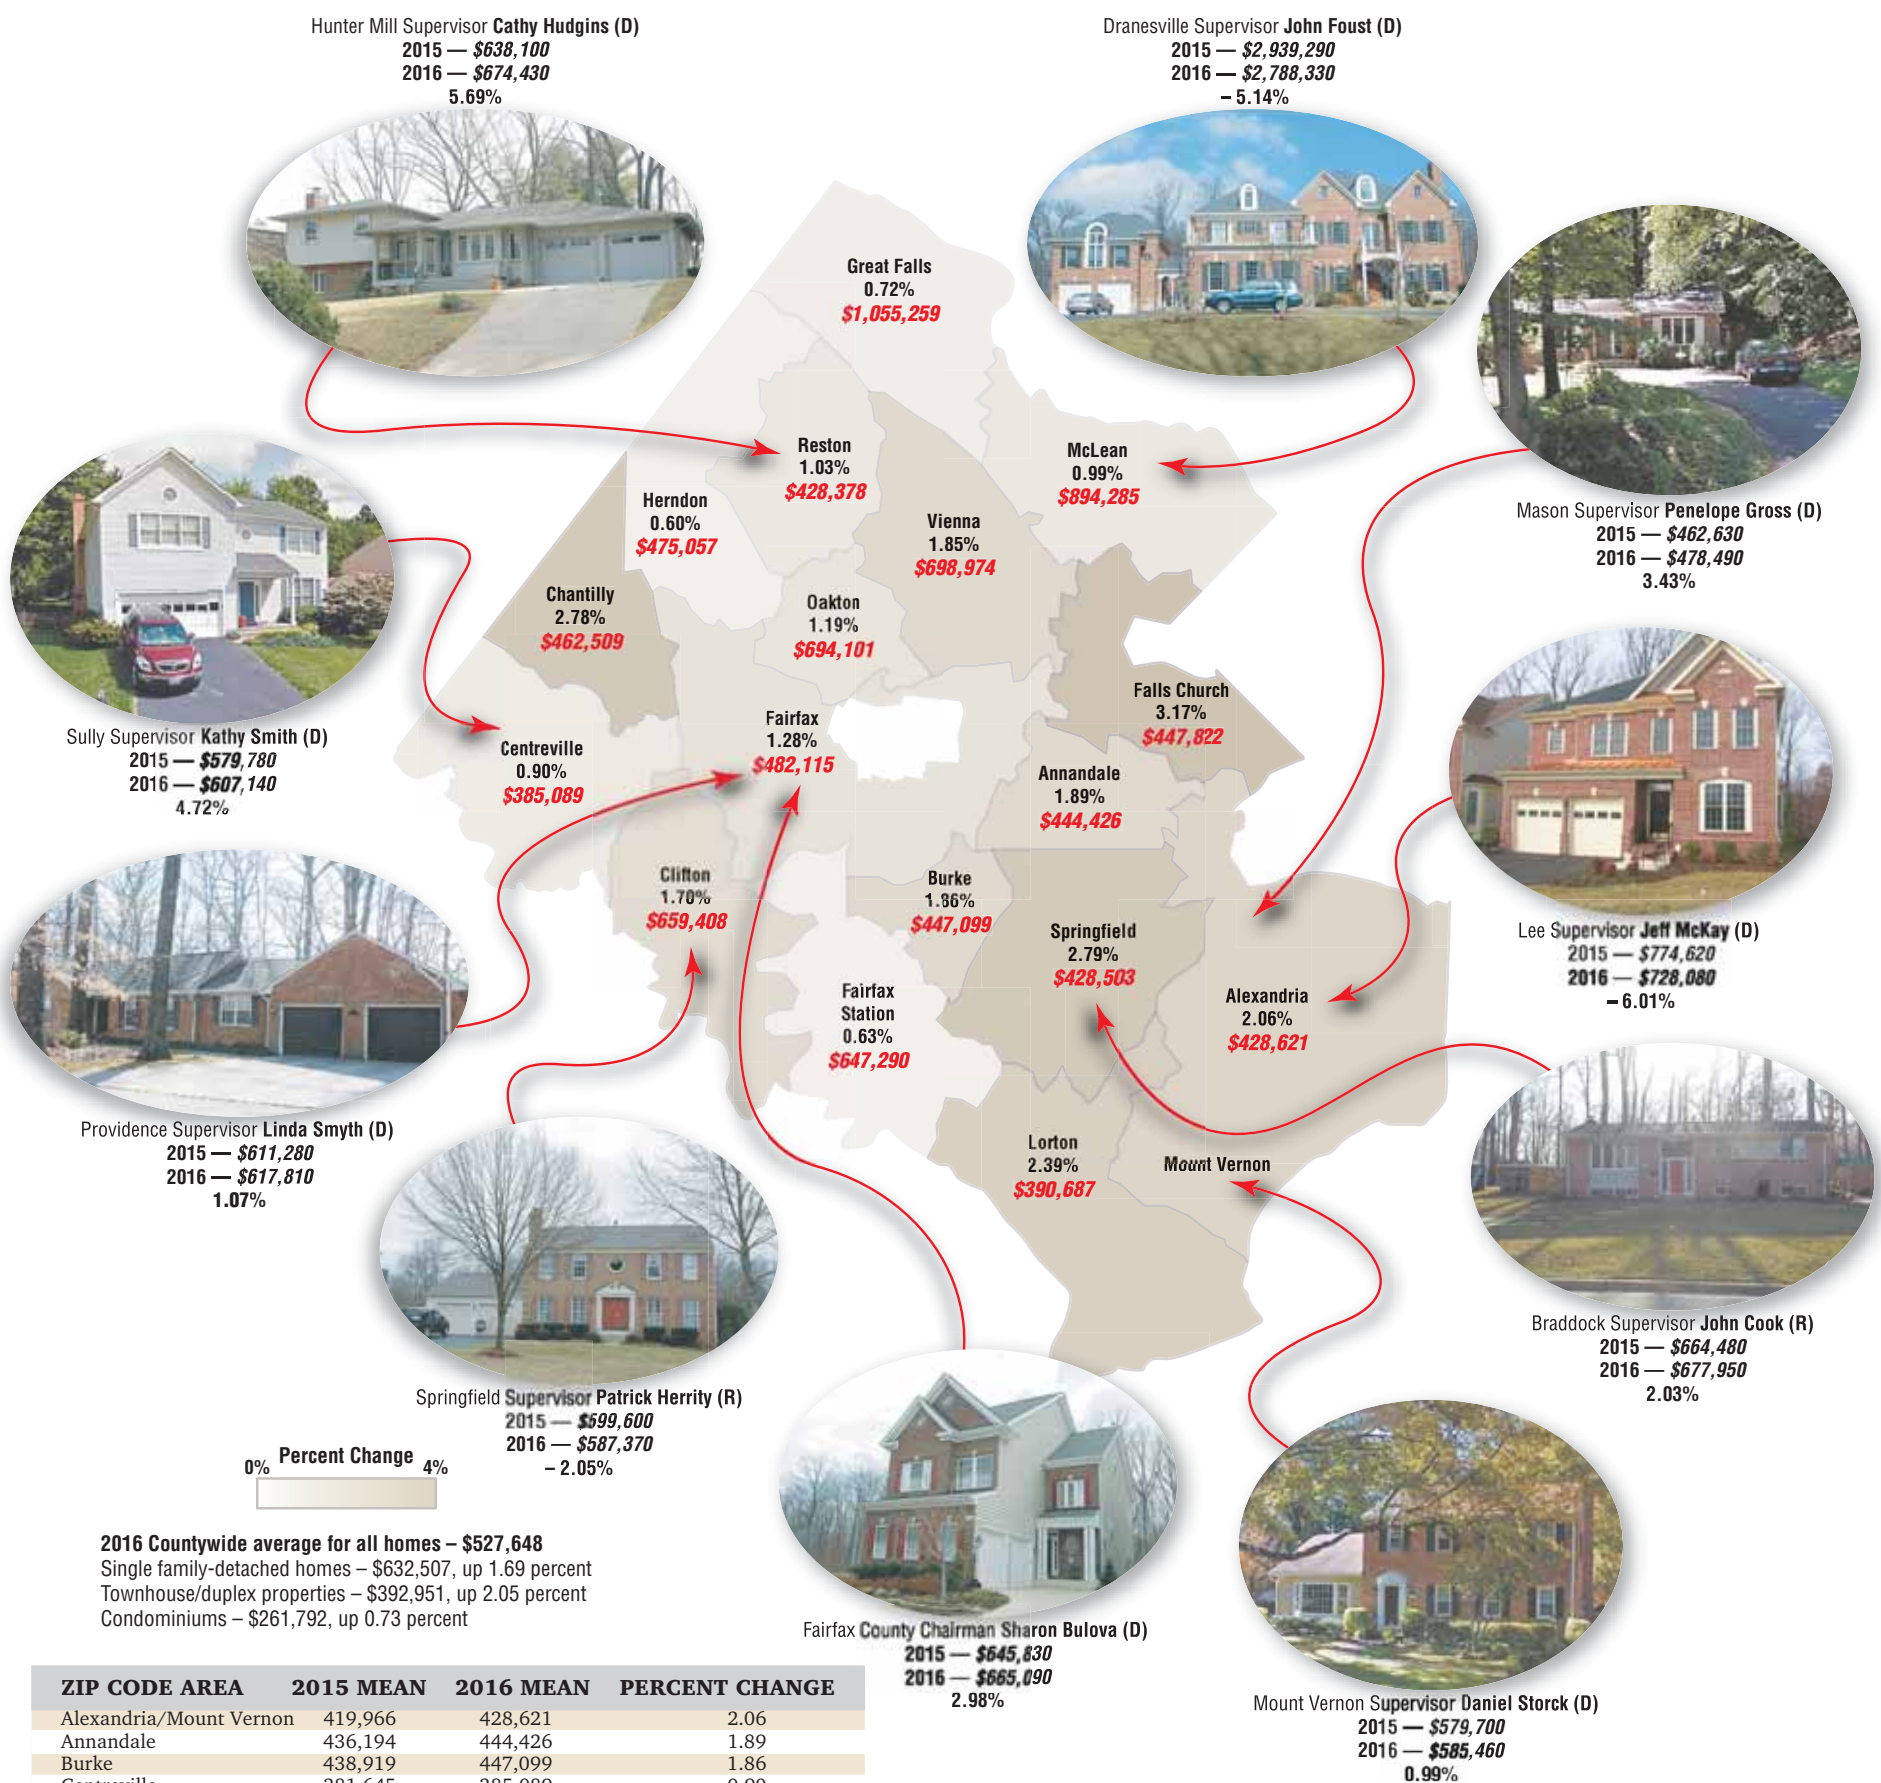 Hunter Mill Supervisor Cathy Hudgins (D)
2015 — $638,100
2016 — $674,430
5.69%
Dranesville Supervisor John Foust (D)
2015 — $2,939,290
2016 — $2,788,330
– 5.14%
Mason Supervisor Penelope Gross (D)
2015 — $462,630
2016 — $478,490
3.43%
Great Falls
0.72%
$1,055,259
Reston
1.03%
$428,378
McLean
0.99%
$894,285
Herndon
0.60%
$475,057
Vienna
1.85%
$698,974
Chantilly
2.78%
$462,509
Oakton
1.19%
$694,101
Falls Church
3.17%
$447,822
Sully Supervisor Kathy Smith (D)
2015 — $579,780
2016 — $607,140
4.72%
Centreville
0.90%
$385,089
Fairfax
1.28%
$482,115
Annandale
1.89%
$444,426
Clifton
1.70%
$659,408
Burke
1.86%
$447,099
Springfield
2.79%
$428,503
Lee Supervisor Jeff McKay (D)
2015 — $774,620
2016 — $728,080
– 6.01%
Fairfax
Station
0.63%
$647,290
Alexandria
2.06%
$428,621
Providence Supervisor Linda Smyth (D)
2015 — $611,280
2016 — $617,810
1.07%
Lorton
2.39%
$390,687
Mount Vernon
Braddock Supervisor John Cook (R)
2015 — $664,480
2016 — $677,950
2.03%
Springfield Supervisor Patrick Herrity (R)
2015 — $599,600
2016 — $587,370
– 2.05%
Percent Change
0% 4%
2016 Countywide average for all homes – $527,648
Single family-detached homes – $632,507, up 1.69 percent
Townhouse/duplex properties – $392,951, up 2.05 percent
Condominiums – $261,792, up 0.73 percent
Fairfax County Chairman Sharon Bulova (D)
2015 — $645,830
2016 — $665,090
2.98%
Mount Vernon Supervisor Daniel Storck (D)
2015 — $579,700
2016 — $585,460
0.99%
ZIP CODE AREA 2015 MEAN 2016 MEAN PERCENT CHANGE
Alexandria/Mount Vernon 419,966 428,621 2.06
Annandale 436,194 444,426 1.89
Burke 438,919 447,099 1.86